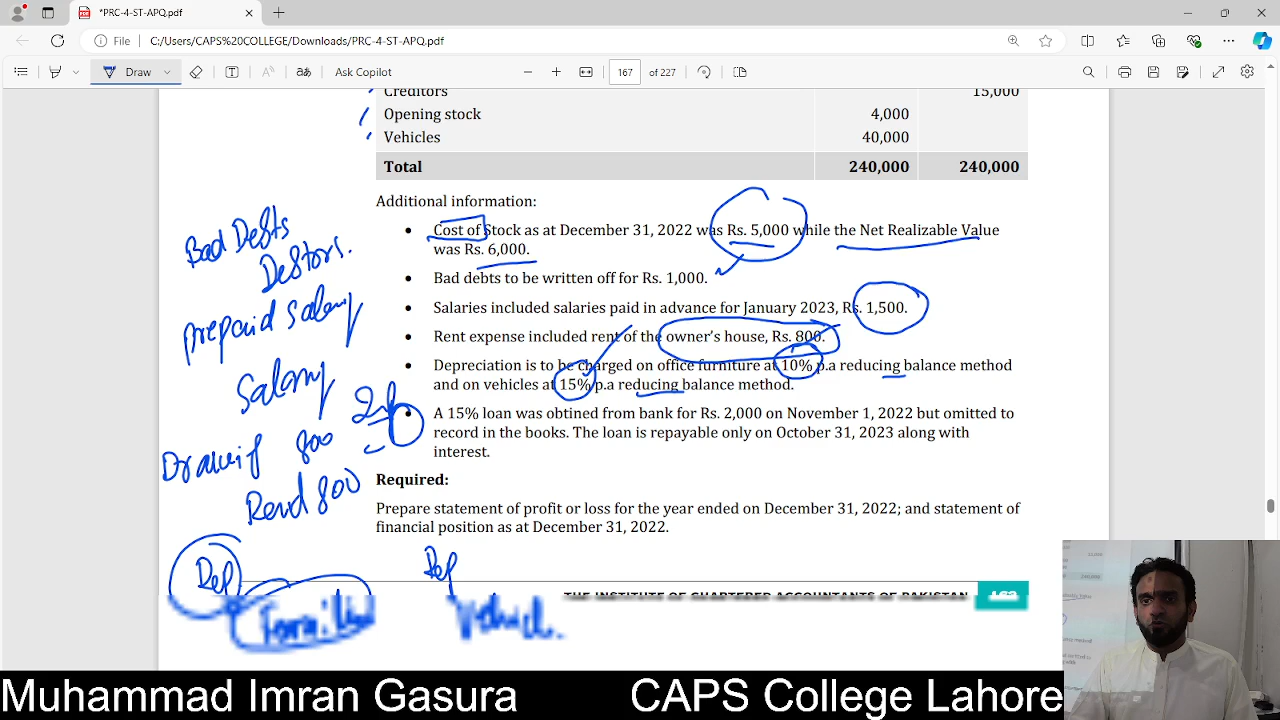 *PRC-4-ST-APQ.pdf
File C:/Users/CAPS%20COLLEGE/Downloads/PRC-4-ST-APQ.pdf
Draw Ask Copilot 167 of 227
Creditors 15,000
Opening stock 4,000
Vehicles 40,000
Total 240,000 240,000
Additional information:
• Cost of Stock as at December 31, 2022 was Rs. 5,000 while the Net Realizable Value
was Rs. 6,000.
• Bad debts to be written off for Rs. 1,000.
• Salaries included salaries paid in advance for January 2023, Rs. 1,500.
• Rent expense included rent of the owner's house, Rs. 800.
• Depreciation is to be charged on office furniture at 10% p.a reducing balance method
and on vehicles at 15% p.a reducing balance method.
• A 15% loan was obtined from bank for Rs. 2,000 on November 1, 2022 but omitted to
record in the books. The loan is repayable only on October 31, 2023 along with
interest.
Required:
Prepare statement of profit or loss for the year ended on December 31, 2022; and statement of
financial position as at December 31, 2022.
Bad Debts
Debtors.
prepaid Salary
Salary
800
800
Dep
Dep
THE INSTITUTE OF CHARTERED ACCOUNTANTS OF PAKISTAN
Muhammad Imran Gasura CAPS College Lahore